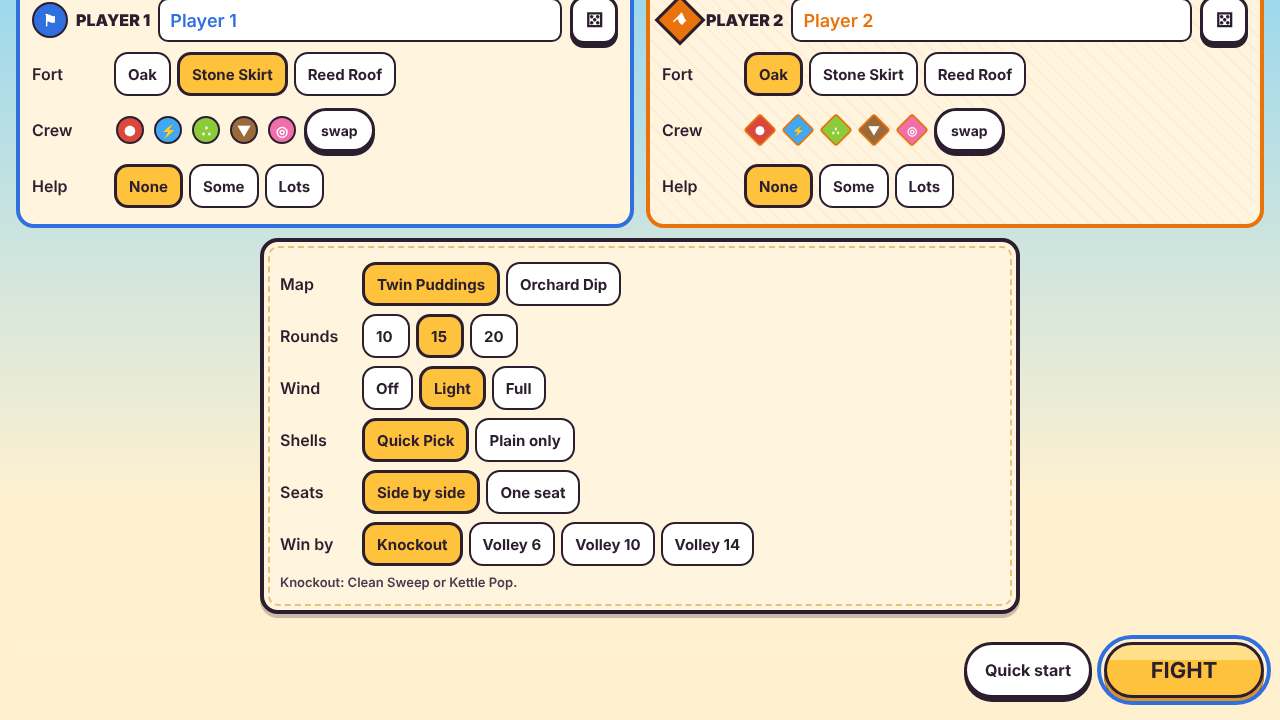 PLAYER 1 Player 1
Fort Oak Stone Skirt Reed Roof
Crew swap
Help None Some Lots
PLAYER 2 Player 2
Fort Oak Stone Skirt Reed Roof
Crew swap
Help None Some Lots
Map Twin Puddings Orchard Dip
Rounds 10 15 20
Wind Off Light Full
Shells Quick Pick Plain only
Seats Side by side One seat
Win by Knockout Volley 6 Volley 10 Volley 14
Knockout: Clean Sweep or Kettle Pop.
Quick start FIGHT